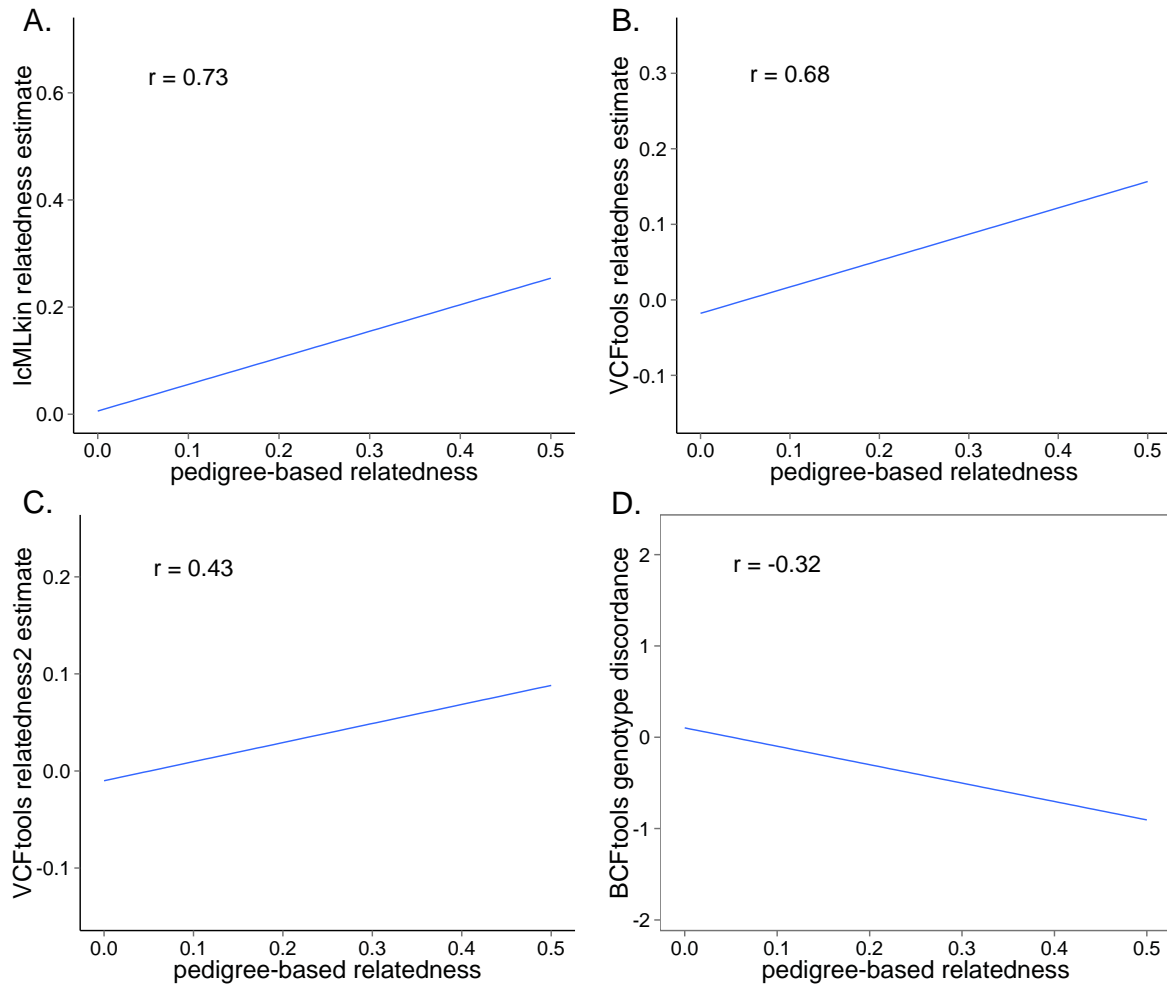 A.
r = 0.73
lcMLkin relatedness estimate
0.6
0.4
0.2
0.0
0.0 0.1 0.2 0.3 0.4 0.5
pedigree-based relatedness
B.
r = 0.68
VCFtools relatedness estimate
0.3
0.2
0.1
0.0
-0.1
0.0 0.1 0.2 0.3 0.4 0.5
pedigree-based relatedness
C.
r = 0.43
VCFtools relatedness2 estimate
0.2
0.1
0.0
-0.1
0.0 0.1 0.2 0.3 0.4 0.5
pedigree-based relatedness
D.
r = -0.32
BCFtools genotype discordance
2
1
0
-1
-2
0.0 0.1 0.2 0.3 0.4 0.5
pedigree-based relatedness